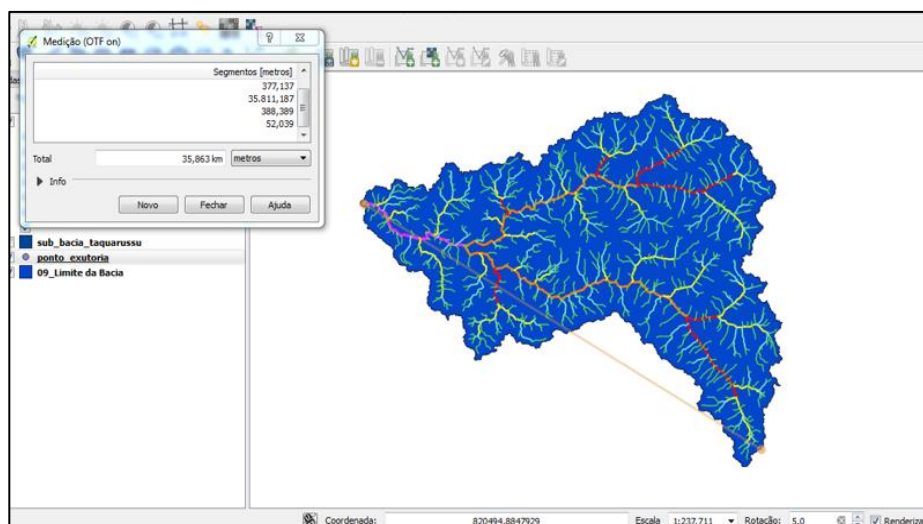 Medição (OTF on)
Segmentos [metros]
377,137
35.811,187
388,389
52,039
Total 35,863 km metros
Info
Novo Fechar Ajuda
sub_bacia_taquarussu
ponto_exutoria
09_Limite da Bacia
Coordenada: 820494,8847929 Escala 1:237.711 Rotação: 5,0 Renderiza